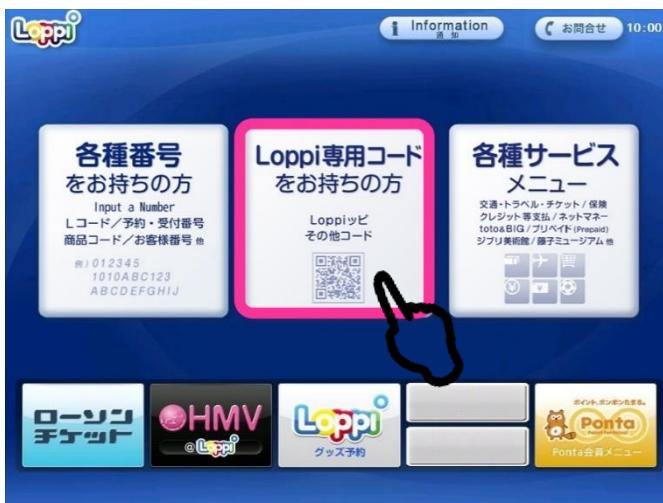 Loppi
Information
通知
お問合せ
10:00
各種番号
をお持ちの方
Input a Number
Lコード／予約・受付番号
商品コード／お客様番号 他
例）012345
1010ABC123
ABCDEFGHIJ
Loppi専用コード
をお持ちの方
Loppiッピ
その他コード
各種サービス
メニュー
交通・トラベル・チケット／保険
クレジット等支払／ネットマネー
toto&BIG／プリペイド(Prepaid)
ジブリ美術館／藤子ミュージアム 他
ローソン
チケット
HMV
@Loppi
Loppi
グッズ予約
ポイント、ポンポンたまる。
Ponta
Ponta会員メニュー